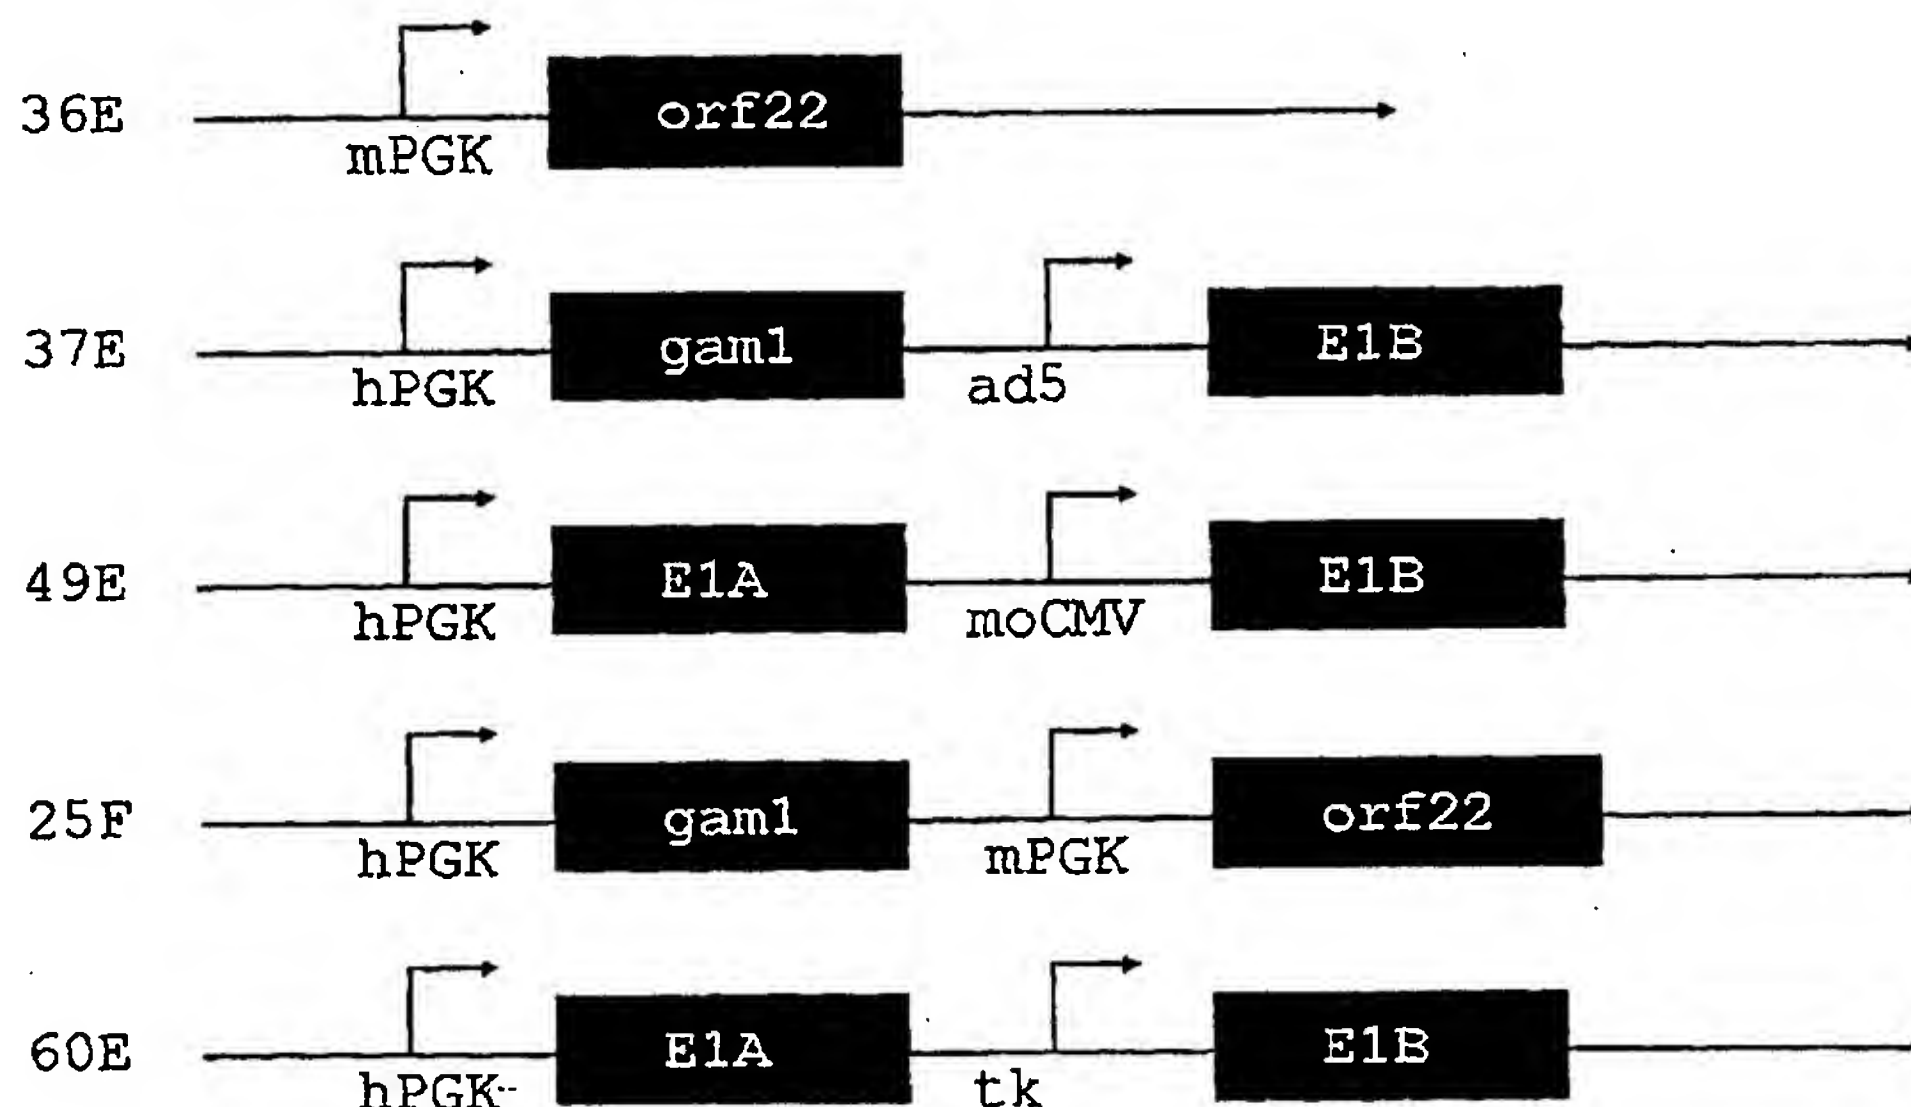 36E orf22
mPGK
37E gam1 E1B
hPGK ad5
49E E1A E1B
hPGK moCMV
25F gam1 orf22
hPGK mPGK
60E E1A E1B
hPGK tk